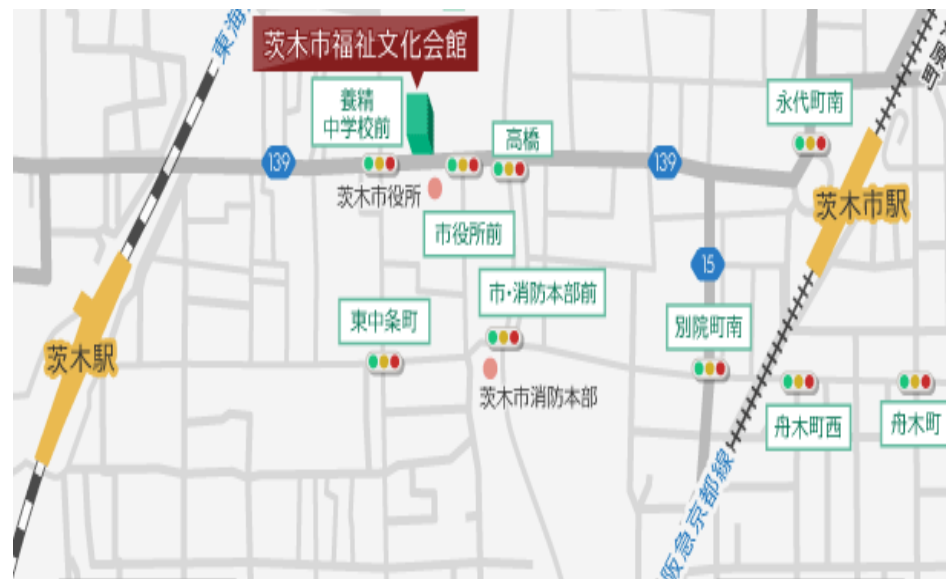 東海
茨木市福祉文化会館
養精
中学校前
高橋
永代町南
139
139
茨木市役所
茨木市駅
市役所前
15
市・消防本部前
東中条町
別院町南
茨木駅
茨木市消防本部
舟木町西
舟木町
阪急京都線